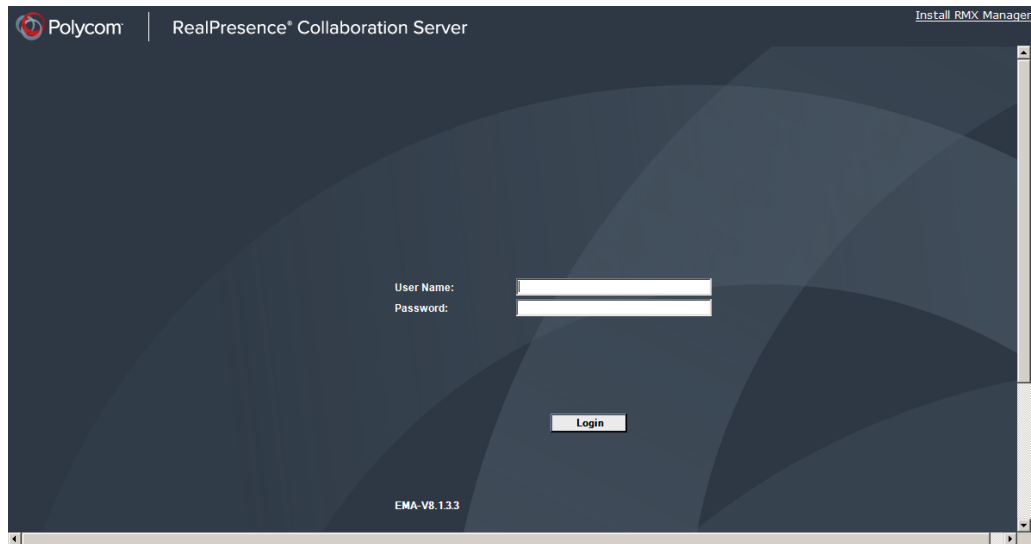 Polycom
RealPresence® Collaboration Server
Install RMX Manager
User Name:
Password:
Login
EMA-V8.1.3.3